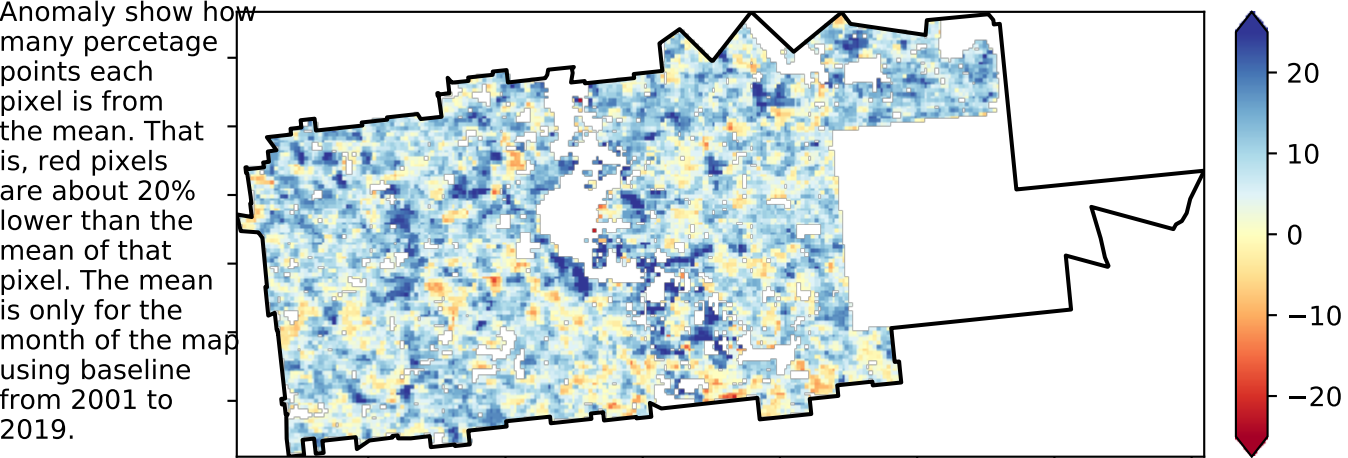 Anomaly show how
many percetage
points each
pixel is from
the mean. That
is, red pixels
are about 20%
lower than the
mean of that
pixel. The mean
is only for the
month of the map
using baseline
from 2001 to
2019.
20
10
0
−10
−20